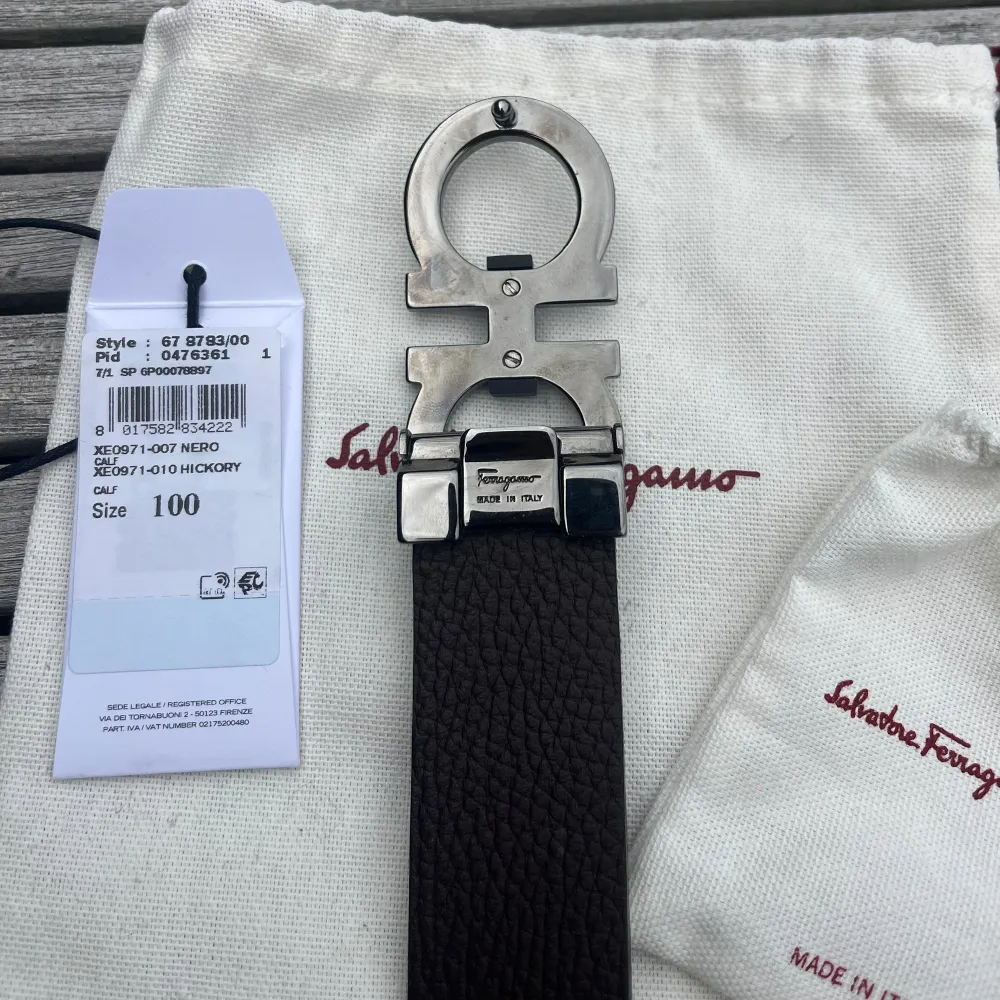 Style : 67 8783/00
Pid : 0476361 1
7/1 SP 6P00078897
8 017582 834222
XE0971-007 NERO
CALF
XE0971-010 HICKORY
CALF
Size 100
SEDE LEGALE / REGISTERED OFFICE
VIA DEI TORNABUONI 2 - 50123 FIRENZE
PART. IVA / VAT NUMBER 02175200480
Ferragamo
MADE IN ITALY
Salvatore Ferrag
MADE IN IT